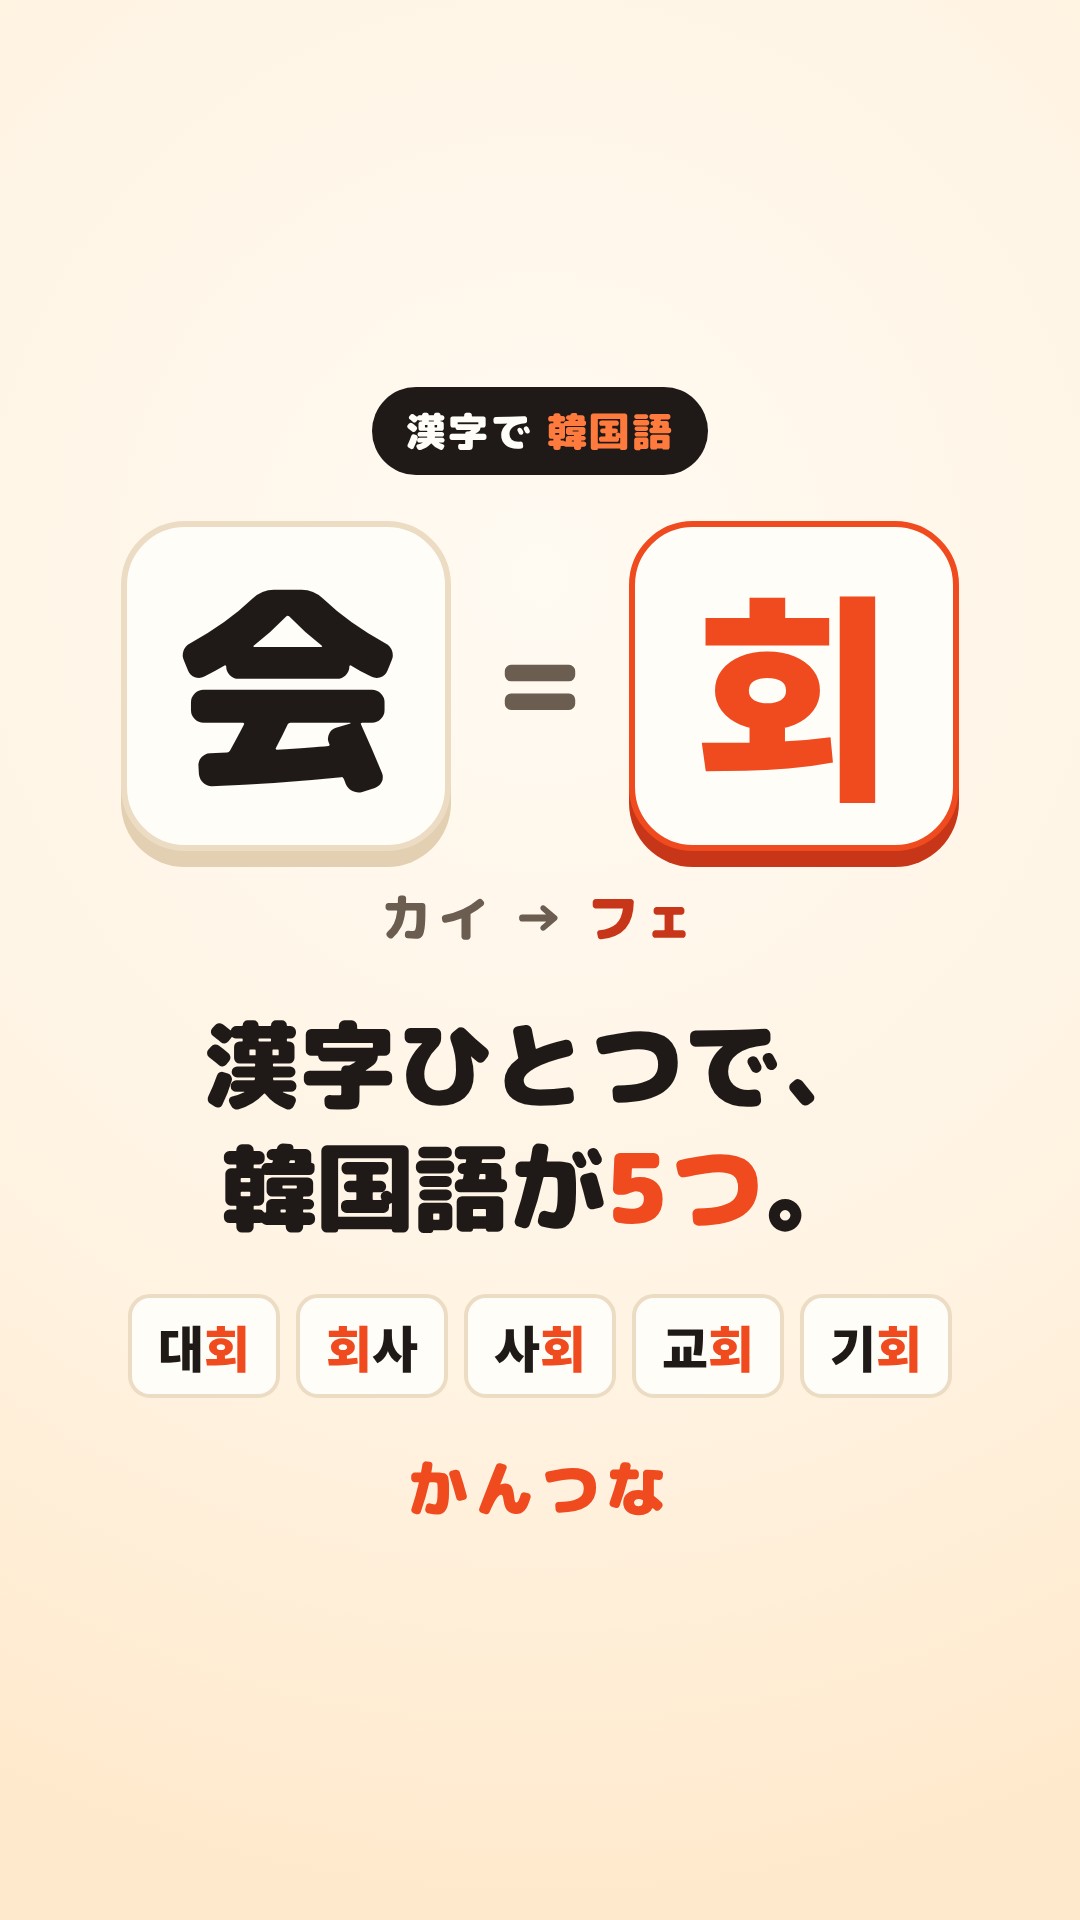 漢字で 韓国語
会 = 회
カイ → フェ
漢字ひとつで、
韓国語が5つ。
대회 회사 사회 교회 기회
かんつな